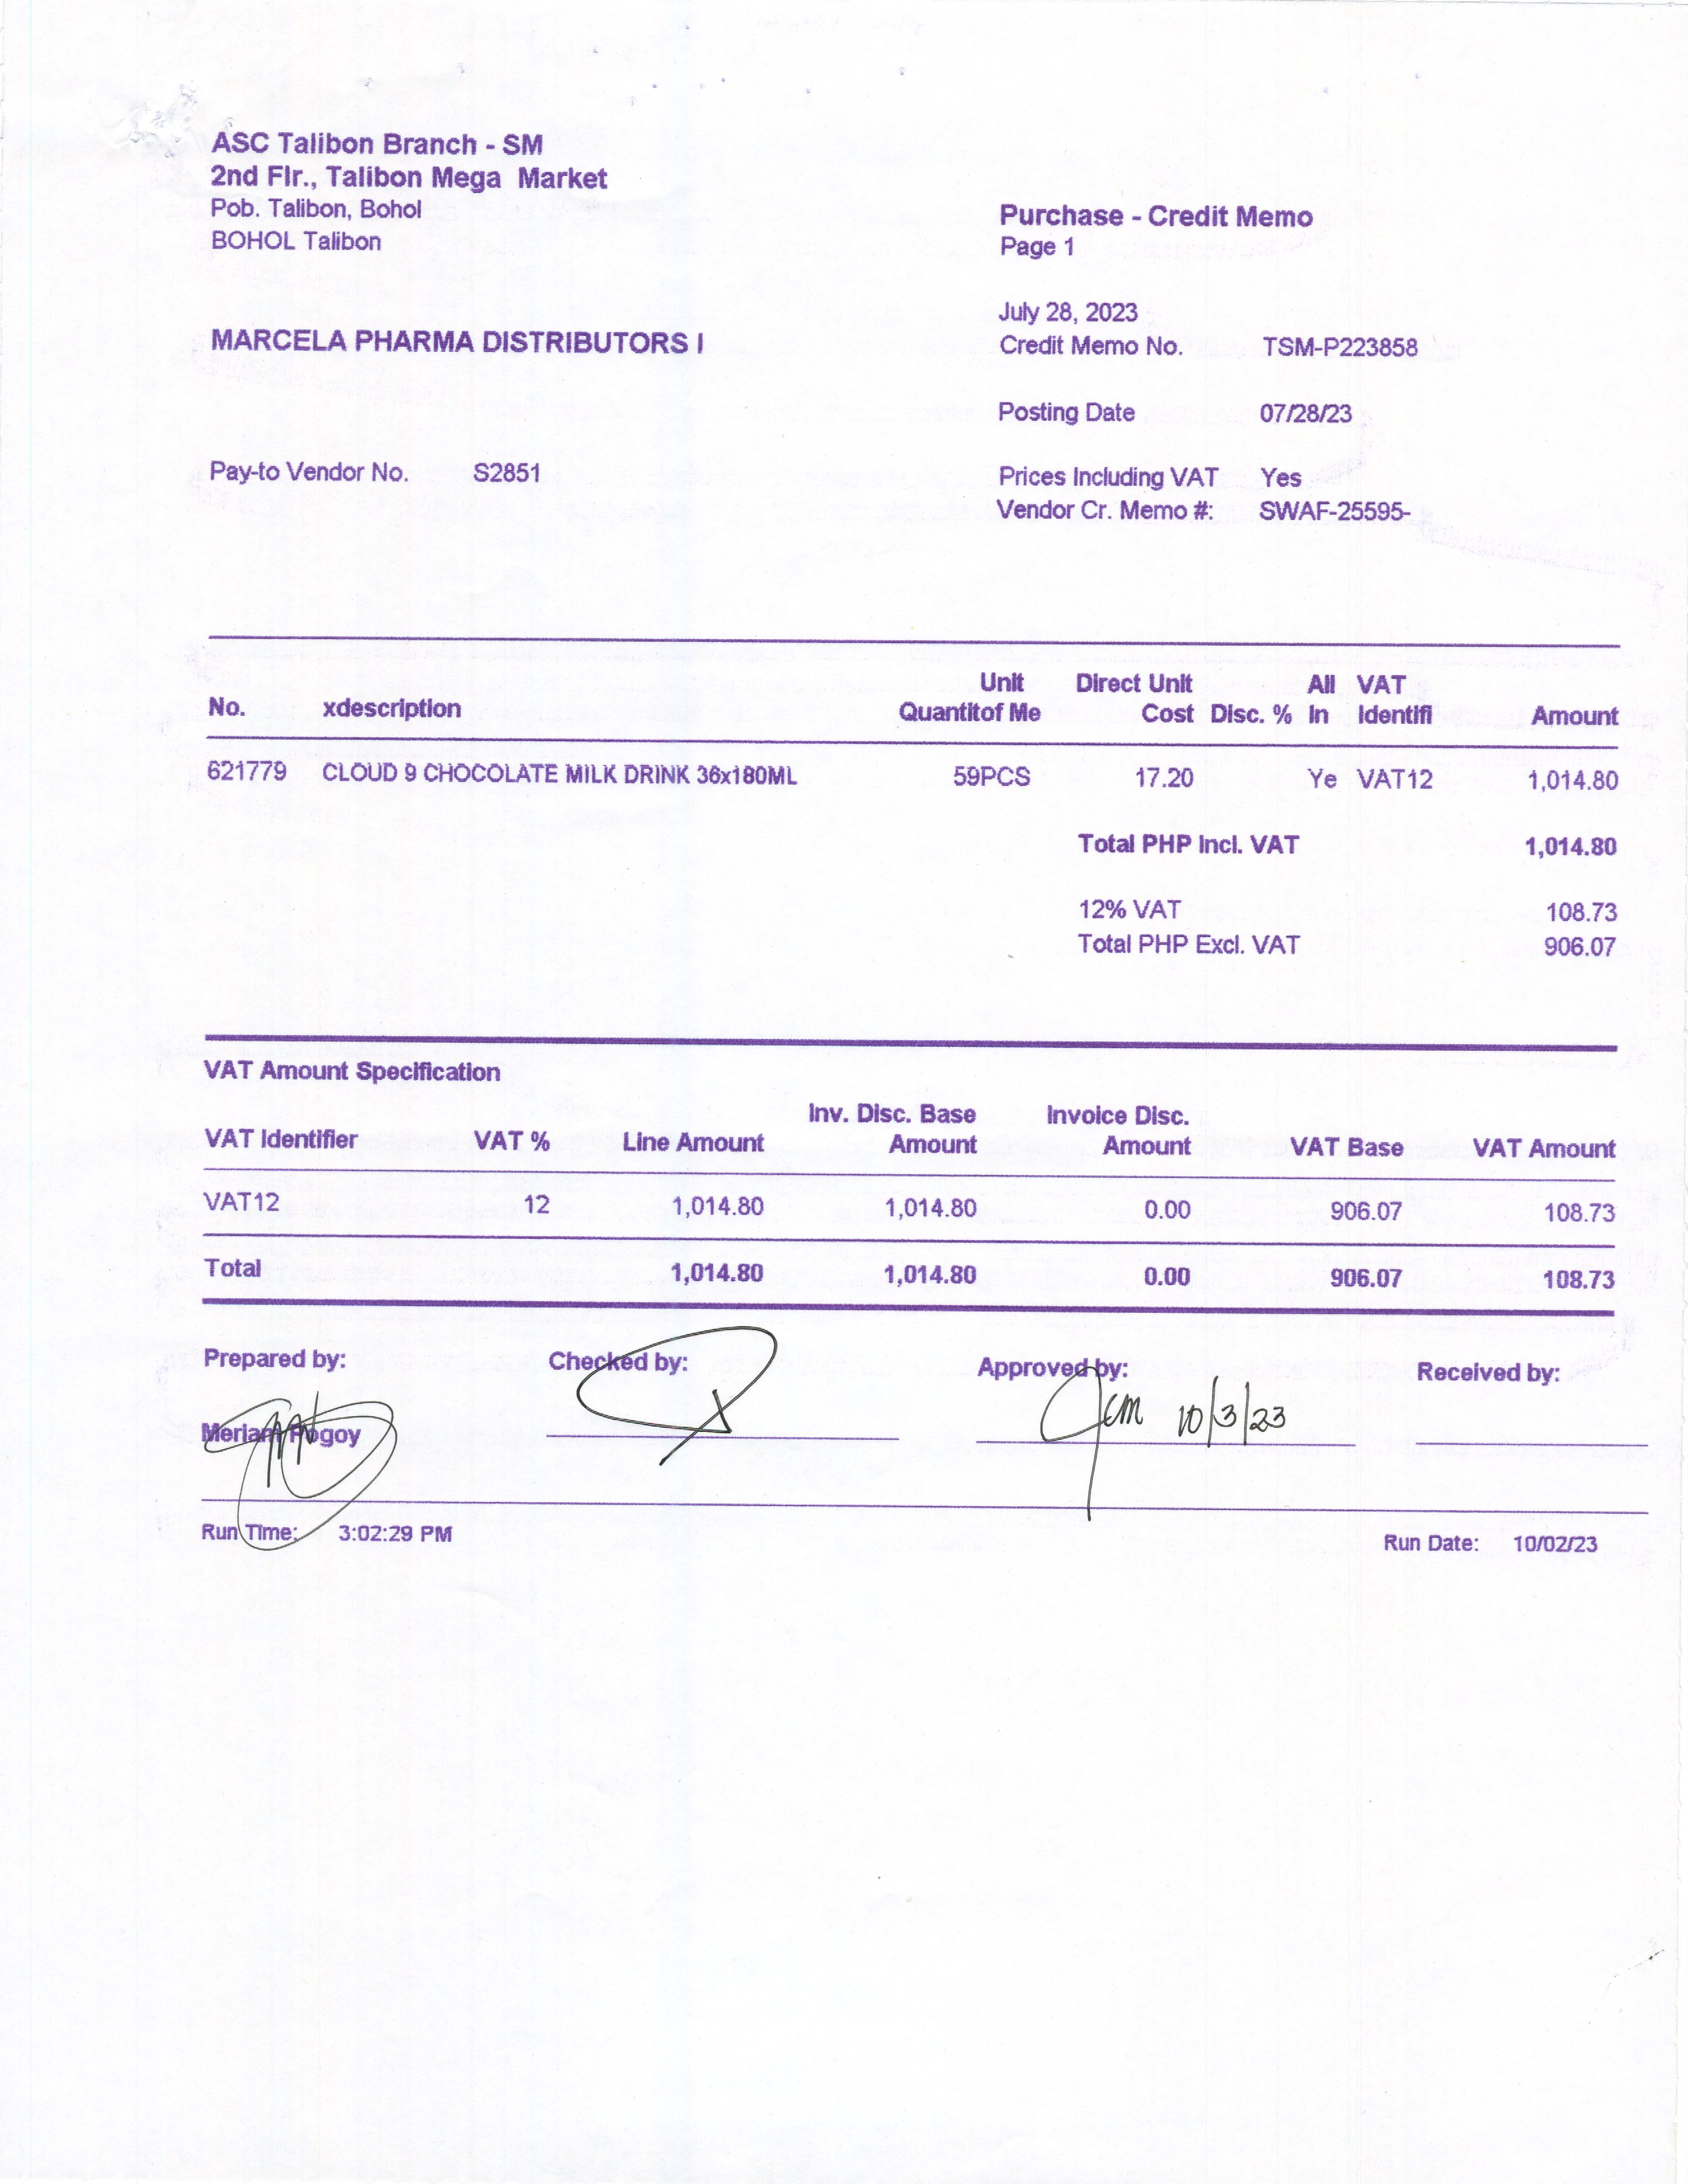 ASC Talibon Branch - SM
2nd Flr., Talibon Mega Market
Pob. Talibon, Bohol
BOHOL Talibon
Purchase - Credit Memo
Page 1
July 28, 2023
MARCELA PHARMA DISTRIBUTORS I
Credit Memo No. TSM-P223858
Posting Date 07/28/23
Pay-to Vendor No. S2851
Prices Including VAT Yes
Vendor Cr. Memo #: SWAF-25595-
Unit Direct Unit All VAT
No. xdescription Quantitof Me Cost Disc. % In Identifi Amount
621779 CLOUD 9 CHOCOLATE MILK DRINK 36x180ML 59PCS 17.20 Ye VAT12 1,014.80
Total PHP Incl. VAT 1,014.80
12% VAT 108.73
Total PHP Excl. VAT 906.07
VAT Amount Specification
Inv. Disc. Base Invoice Disc.
VAT Identifier VAT % Line Amount Amount Amount VAT Base VAT Amount
VAT12 12 1,014.80 1,014.80 0.00 906.07 108.73
Total 1,014.80 1,014.80 0.00 906.07 108.73
Prepared by: Checked by: Approved by: Received by:
Meriam Pogoy 10/3/23
Run Time: 3:02:29 PM Run Date: 10/02/23